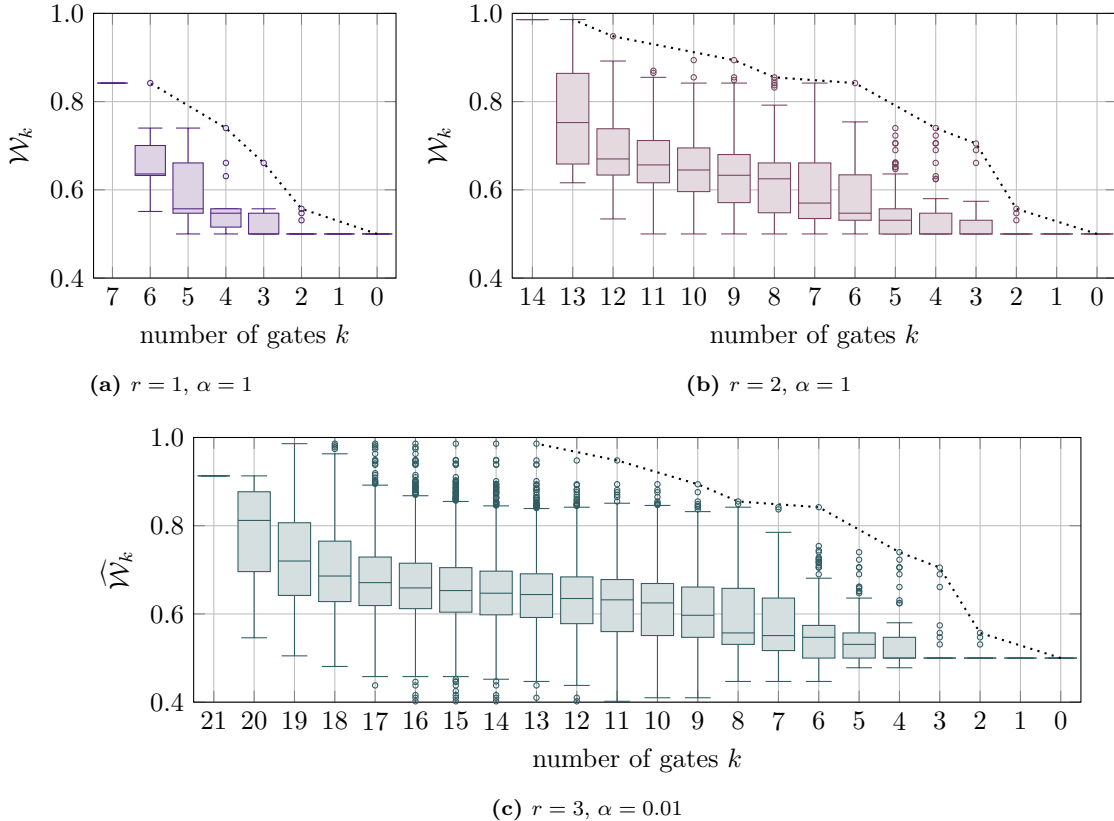 1.0
0.8
0.6
0.4
𝒲k
7 6 5 4 3 2 1 0
number of gates k
(a) r = 1, α = 1
1.0
0.8
0.6
0.4
𝒲k
14 13 12 11 10 9 8 7 6 5 4 3 2 1 0
number of gates k
(b) r = 2, α = 1
1.0
0.8
0.6
0.4
𝒲̂k
21 20 19 18 17 16 15 14 13 12 11 10 9 8 7 6 5 4 3 2 1 0
number of gates k
(c) r = 3, α = 0.01